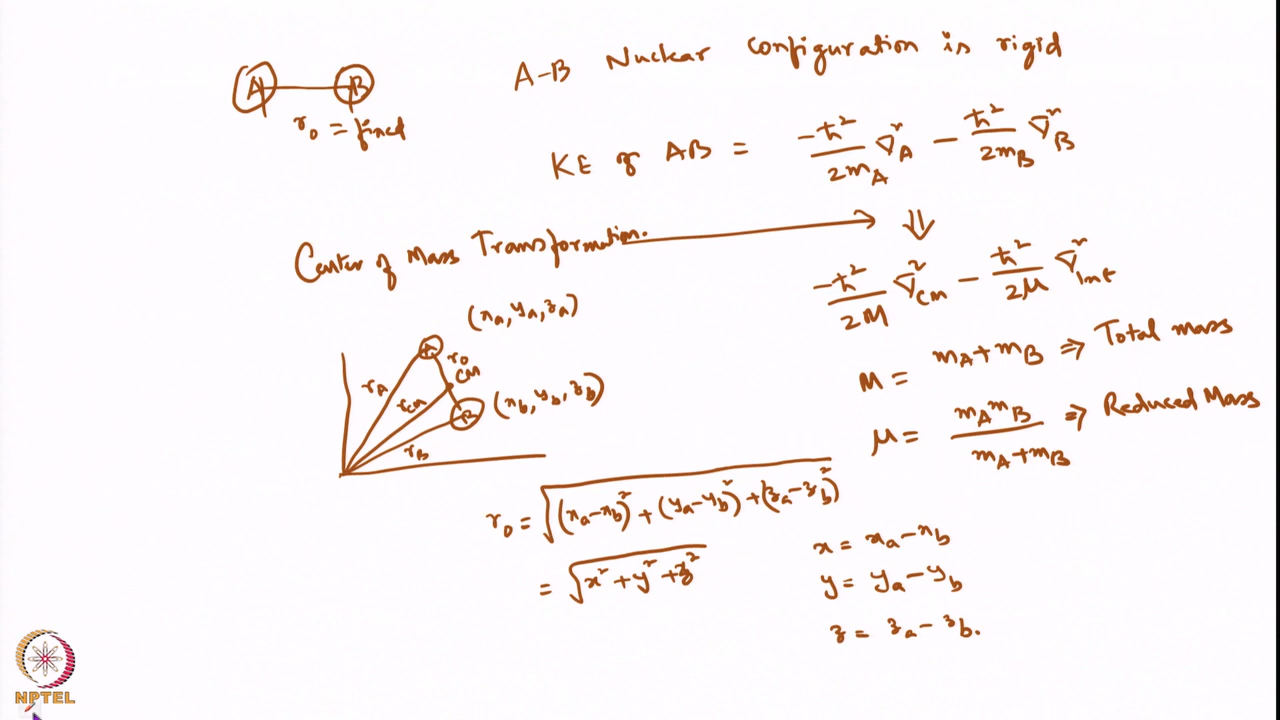 A-B Nuclear configuration is rigid
A B
r₀ = fixed
KE of AB = -ħ²/2m_A ∇²_A - ħ²/2m_B ∇²_B
Center of Mass Transformation.
-ħ²/2M ∇²_CM - ħ²/2μ ∇²_Int
(x_a, y_a, z_a)
A r₀
r_A CM
r_CM B (x_b, y_b, z_b)
r_B
M = m_A+m_B ⇒ Total mass
μ = m_A m_B / m_A+m_B ⇒ Reduced Mass
r₀ = √(x_a-x_b)² + (y_a-y_b)² + (z_a-z_b)²
= √x²+y²+z²
x = x_a-x_b
y = y_a-y_b
z = z_a-z_b.
NPTEL